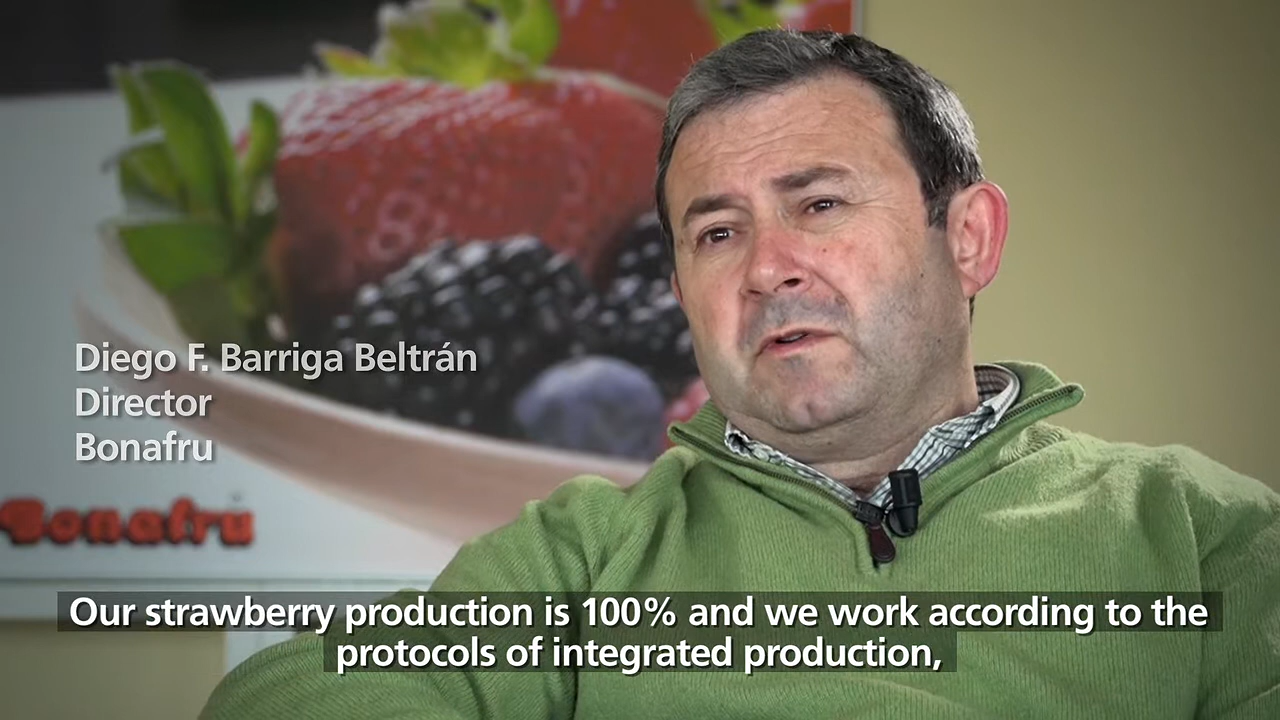 Diego F. Barriga Beltrán
Director
Bonafru
Bonafru
Our strawberry production is 100% and we work according to the
protocols of integrated production,